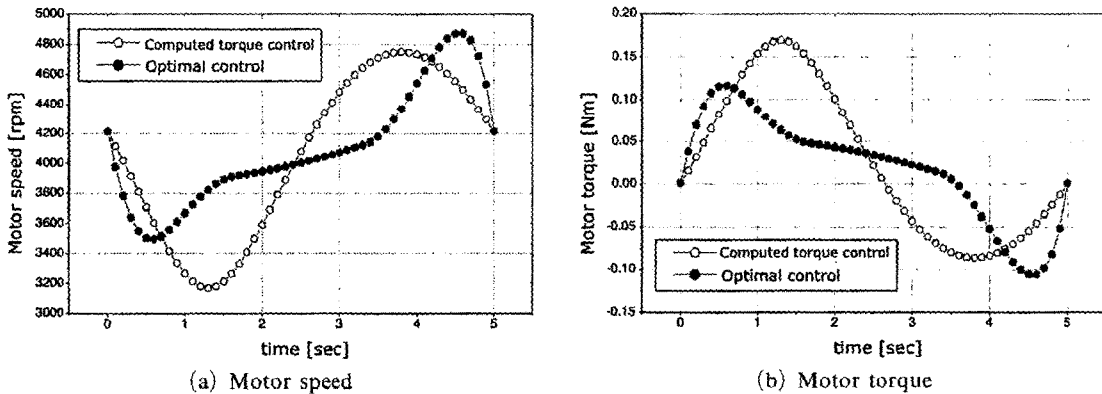 5000
4800
4600
4400
4200
4000
3800
3600
3400
3200
3000
Motor speed [rpm]
Computed torque control
Optimal control
0 1 2 3 4 5
time [sec]
(a) Motor speed
0.20
0.15
0.10
0.05
0.00
-0.05
-0.10
-0.15
Motor torque [Nm]
Computed torque control
Optimal control
0 1 2 3 4 5
time [sec]
(b) Motor torque